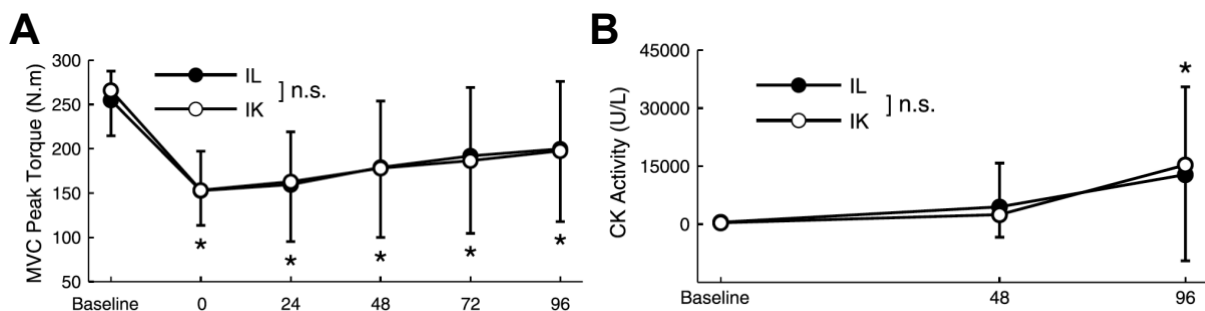 A
MVC Peak Torque (N.m)
300
250
200
150
100
50
IL
IK
] n.s.
*
*
*
*
*
Baseline 0 24 48 72 96
B
CK Activity (U/L)
45000
30000
15000
0
IL
IK
] n.s.
*
Baseline 48 96